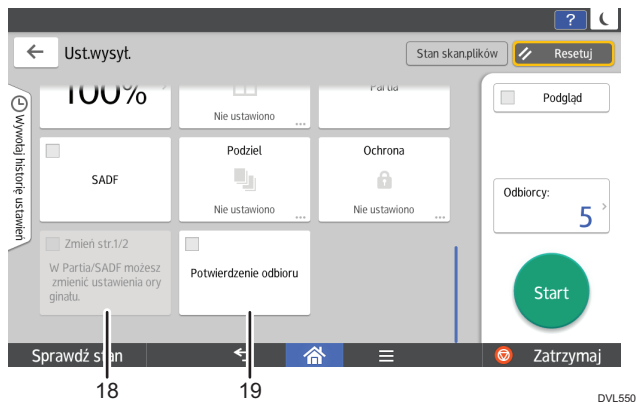 ?
Ust.wysył.
Stan skan.plików
Resetuj
Wywołaj historię ustawień
100%
Nie ustawiono
Partia
Podgląd
SADF
Podziel
Nie ustawiono
Ochrona
Nie ustawiono
Odbiorcy:
5
Zmień str.1/2
W Partia/SADF możesz
zmienić ustawienia ory
ginału.
Potwierdzenie odbioru
Start
Sprawdź stan
Zatrzymaj
18
19
DVL550